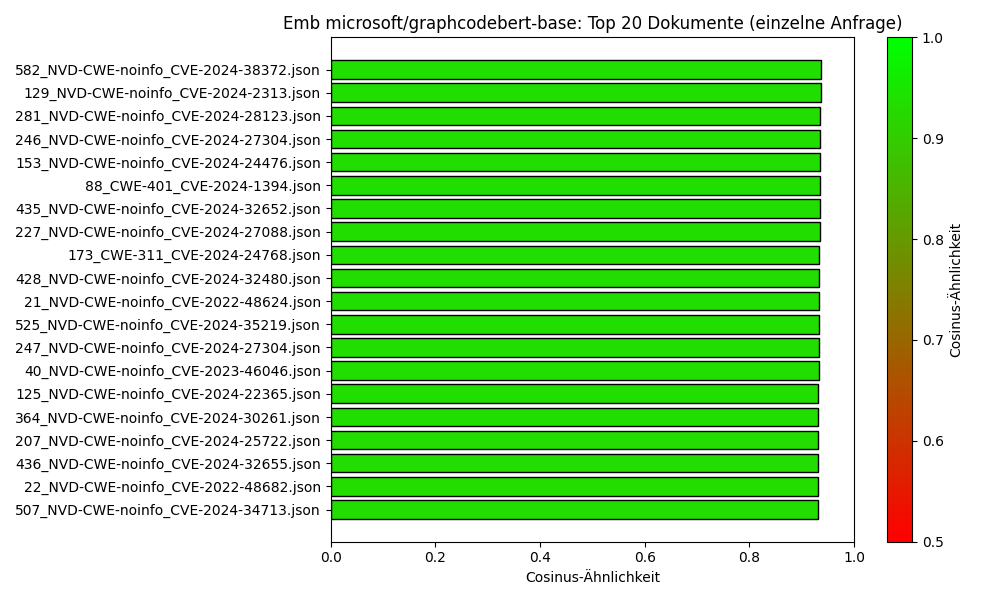 Emb microsoft/graphcodebert-base: Top 20 Dokumente (einzelne Anfrage)
582_NVD-CWE-noinfo_CVE-2024-38372.json
129_NVD-CWE-noinfo_CVE-2024-2313.json
281_NVD-CWE-noinfo_CVE-2024-28123.json
246_NVD-CWE-noinfo_CVE-2024-27304.json
153_NVD-CWE-noinfo_CVE-2024-24476.json
88_CWE-401_CVE-2024-1394.json
435_NVD-CWE-noinfo_CVE-2024-32652.json
227_NVD-CWE-noinfo_CVE-2024-27088.json
173_CWE-311_CVE-2024-24768.json
428_NVD-CWE-noinfo_CVE-2024-32480.json
21_NVD-CWE-noinfo_CVE-2022-48624.json
525_NVD-CWE-noinfo_CVE-2024-35219.json
247_NVD-CWE-noinfo_CVE-2024-27304.json
40_NVD-CWE-noinfo_CVE-2023-46046.json
125_NVD-CWE-noinfo_CVE-2024-22365.json
364_NVD-CWE-noinfo_CVE-2024-30261.json
207_NVD-CWE-noinfo_CVE-2024-25722.json
436_NVD-CWE-noinfo_CVE-2024-32655.json
22_NVD-CWE-noinfo_CVE-2022-48682.json
507_NVD-CWE-noinfo_CVE-2024-34713.json
0.0 0.2 0.4 0.6 0.8 1.0
Cosinus-Ähnlichkeit
1.0
0.9
0.8
0.7
0.6
0.5
Cosinus-Ähnlichkeit